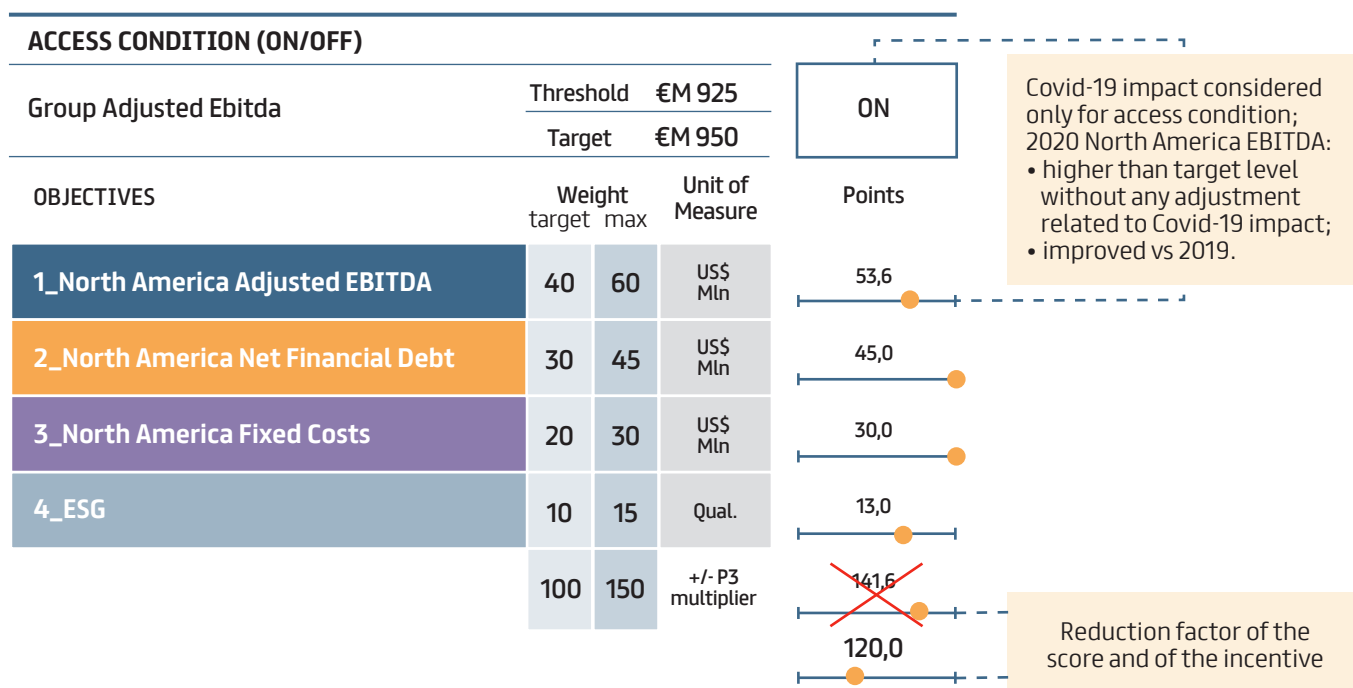 ACCESS CONDITION (ON/OFF)
Group Adjusted Ebitda
Threshold €M 925
Target €M 950
ON
Covid-19 impact considered
only for access condition;
2020 North America EBITDA:
• higher than target level
without any adjustment
related to Covid-19 impact;
• improved vs 2019.
OBJECTIVES
Weight
target max
Unit of
Measure
Points
1_North America Adjusted EBITDA
40 60
US$
Mln
53,6
2_North America Net Financial Debt
30 45
US$
Mln
45,0
3_North America Fixed Costs
20 30
US$
Mln
30,0
4_ESG
10 15
Qual.
13,0
100 150
+/- P3
multiplier
141,6
120,0
Reduction factor of the
score and of the incentive